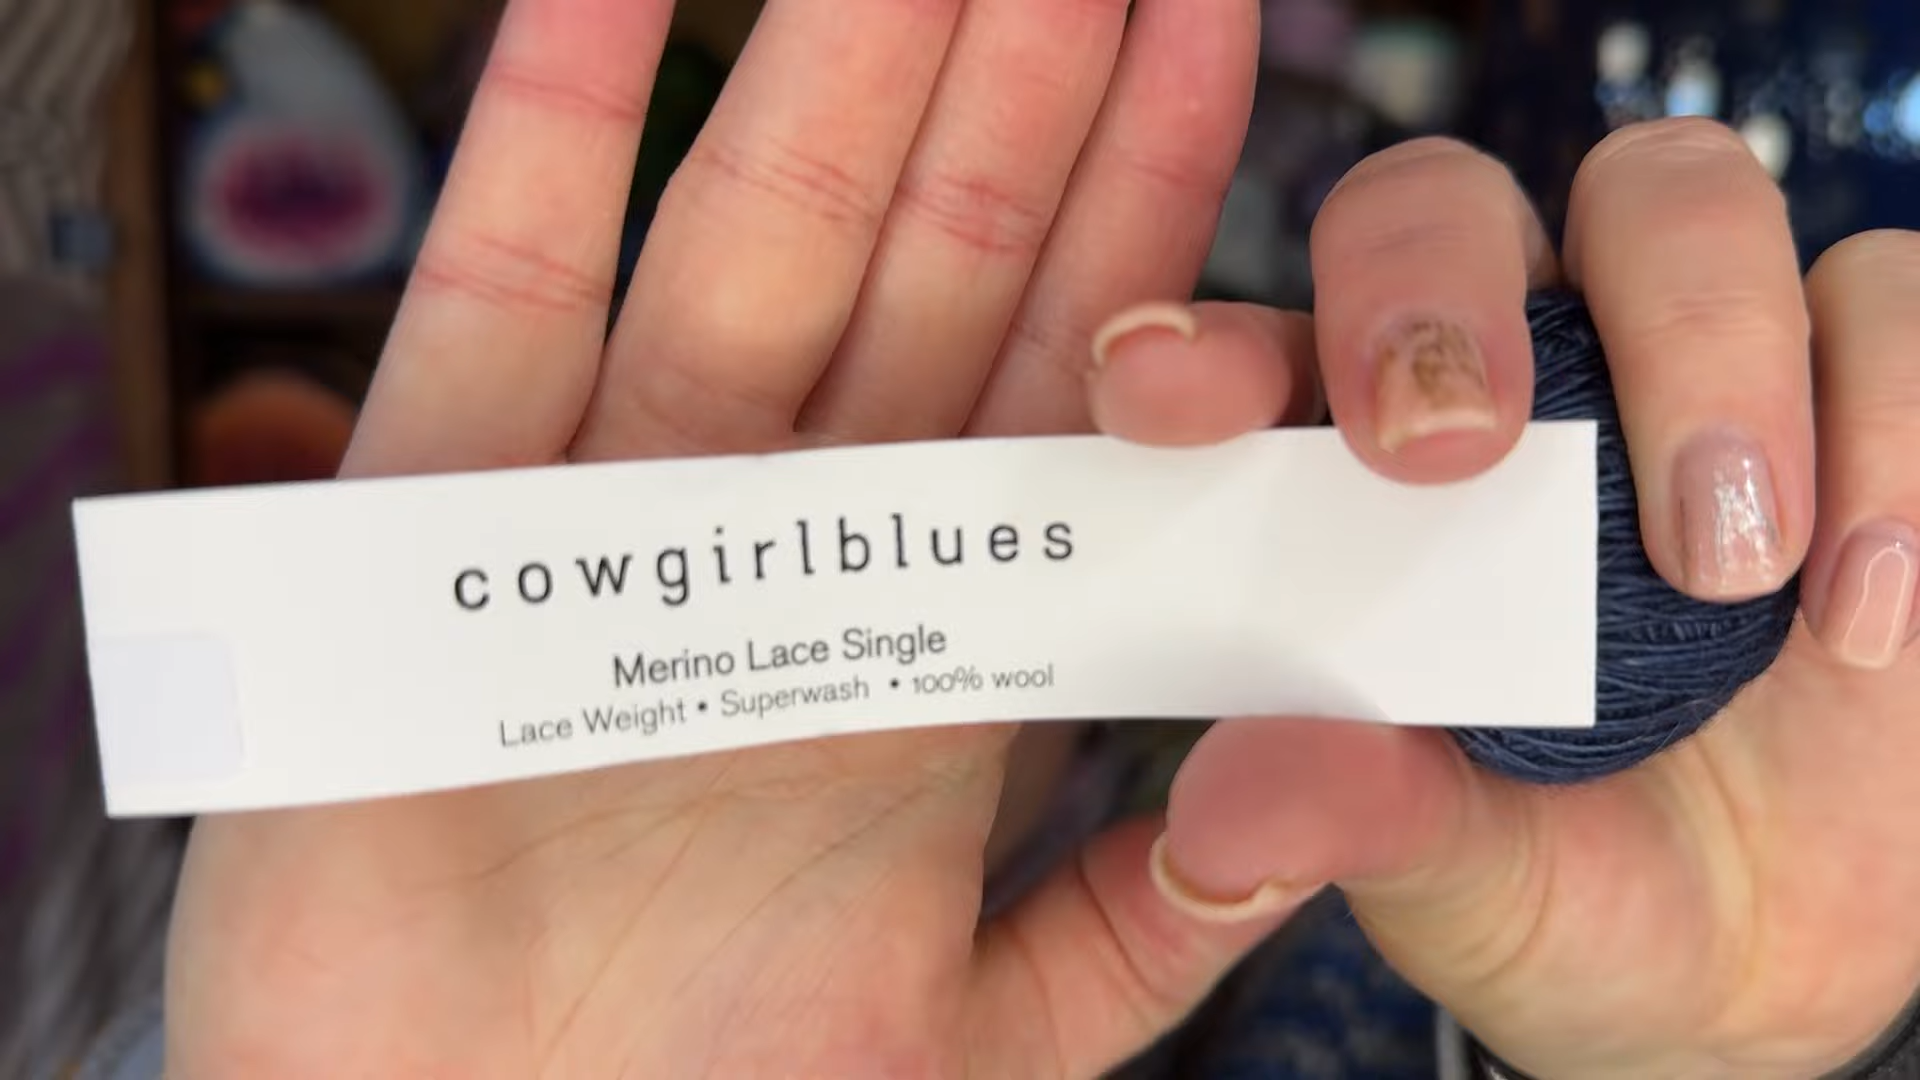 cowgirlblues
Merino Lace Single
Lace Weight • Superwash • 100% wool